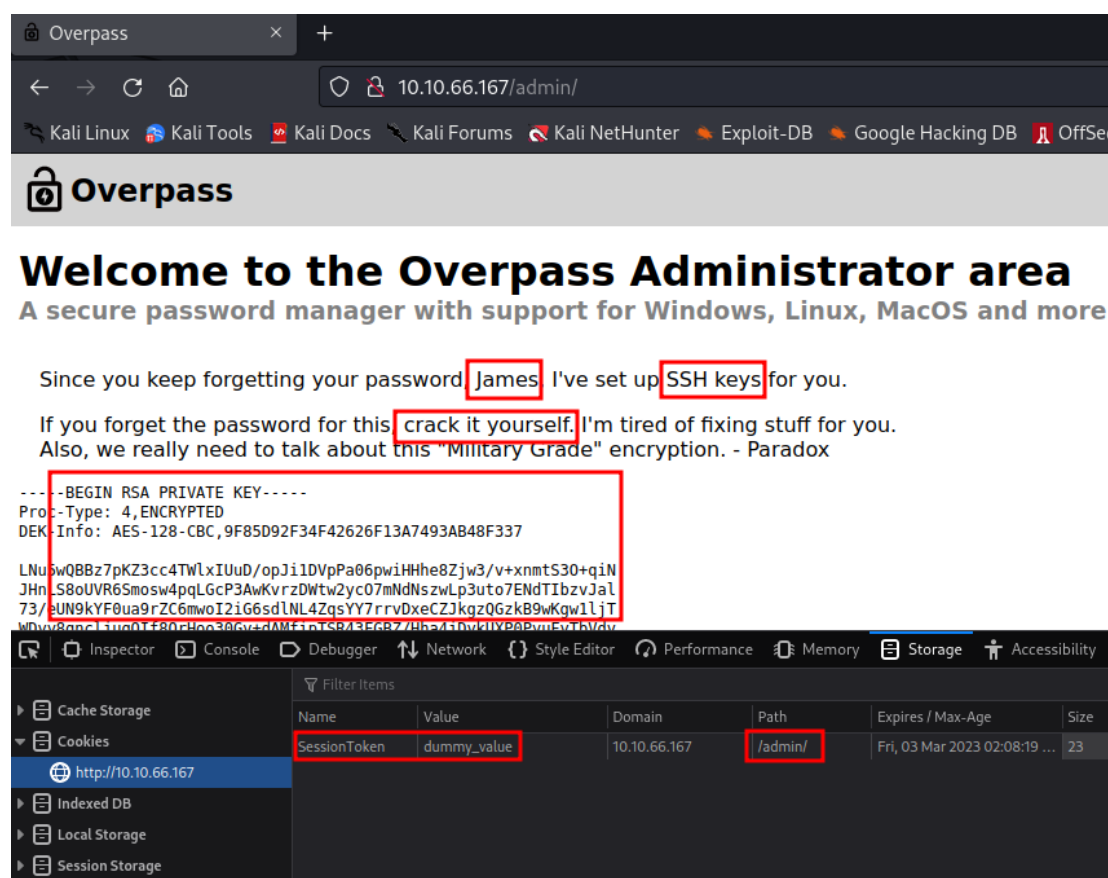 Overpass
10.10.66.167/admin/
Kali Linux Kali Tools Kali Docs Kali Forums Kali NetHunter Exploit-DB Google Hacking DB OffSe
Overpass
Welcome to the Overpass Administrator area
A secure password manager with support for Windows, Linux, MacOS and more
Since you keep forgetting your password, James, I've set up SSH keys for you.
If you forget the password for this, crack it yourself. I'm tired of fixing stuff for you.
Also, we really need to talk about this "Military Grade" encryption. - Paradox
-----BEGIN RSA PRIVATE KEY-----
Proc-Type: 4,ENCRYPTED
DEK-Info: AES-128-CBC,9F85D92F34F42626F13A7493AB48F337
LNu5wQBBz7pKZ3cc4TWlxIUuD/opJi1DVpPa06pwiHHhe8Zjw3/v+xnmtS3O+qiN
JHnLS8oUVR6Smosw4pqLGcP3AwKvrzDWtw2ycO7mNdNszwLp3uto7ENdTIbzvJal
73/eUN9kYF0ua9rZC6mwoI2iG6sdlNL4ZqsYY7rrvDxeCZJkgzQGzkB9wKgw1ljT
Inspector Console Debugger Network Style Editor Performance Memory Storage Accessibility
Filter Items
Cache Storage
Name Value Domain Path Expires / Max-Age Size
Cookies
SessionToken dummy_value 10.10.66.167 /admin/ Fri, 03 Mar 2023 02:08:19 ... 23
http://10.10.66.167
Indexed DB
Local Storage
Session Storage